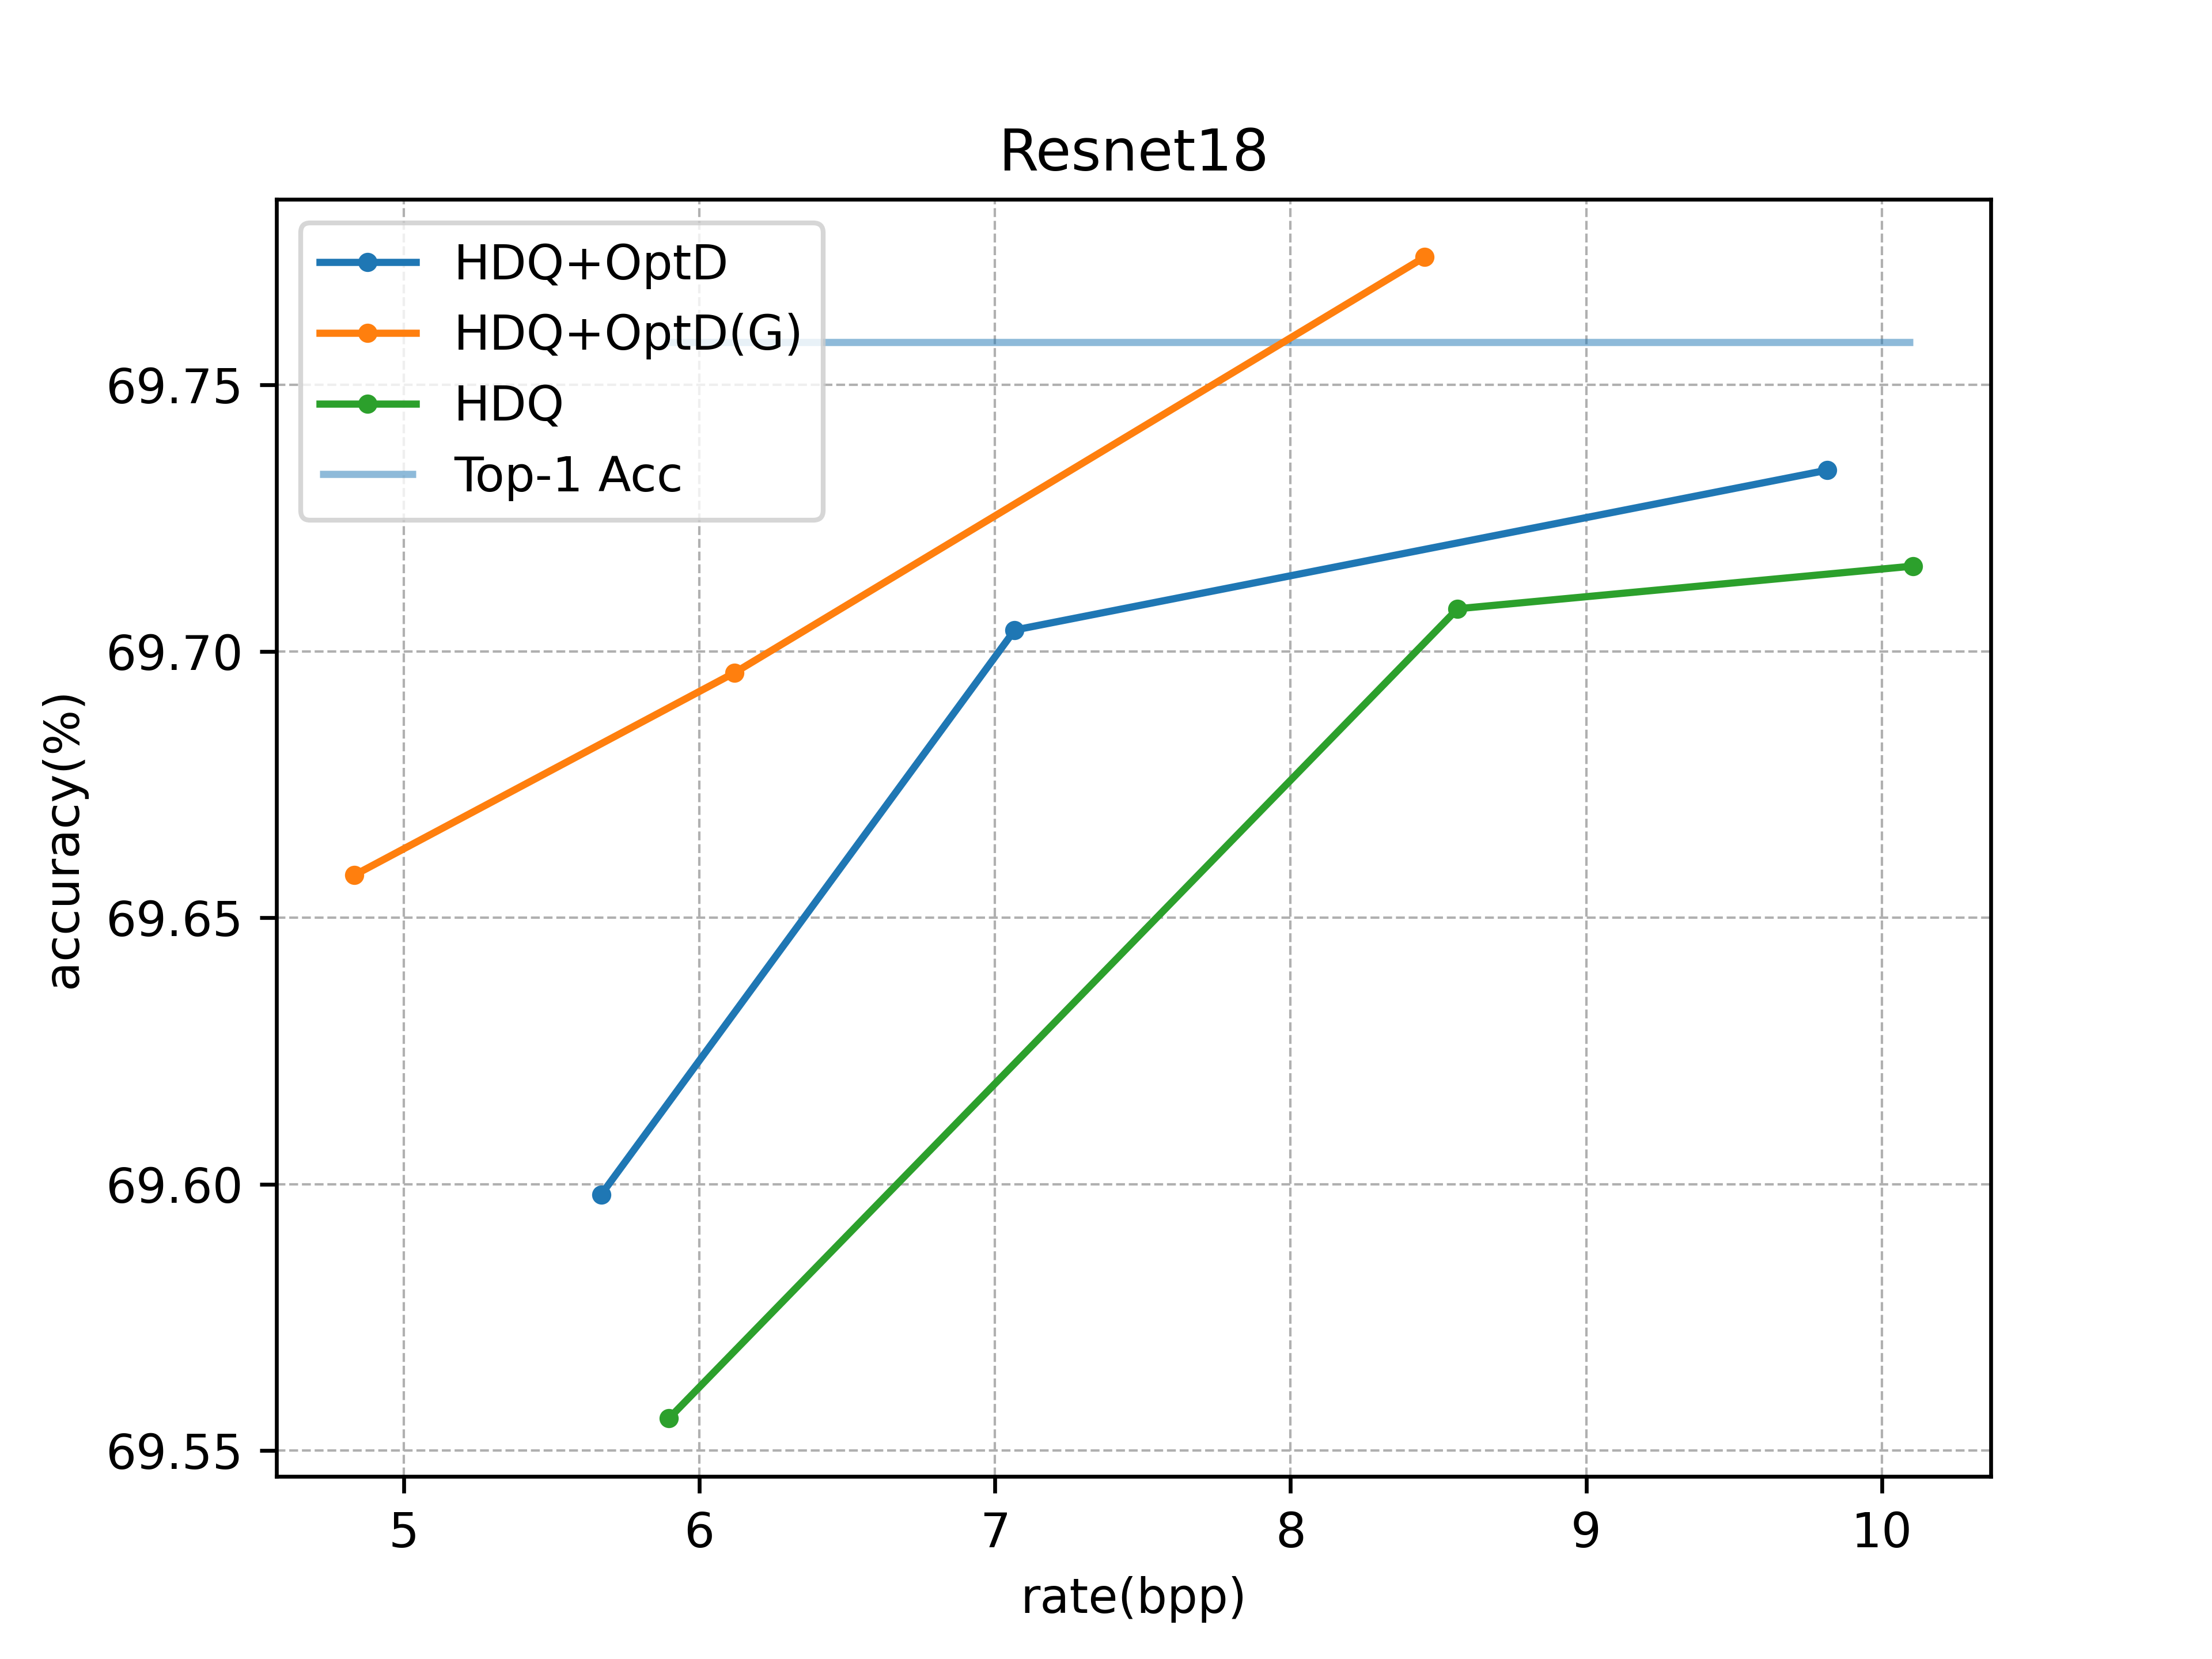 Resnet18
HDQ+OptD
HDQ+OptD(G)
HDQ
Top-1 Acc
69.75
69.70
69.65
69.60
69.55
accuracy(%)
5 6 7 8 9 10
rate(bpp)